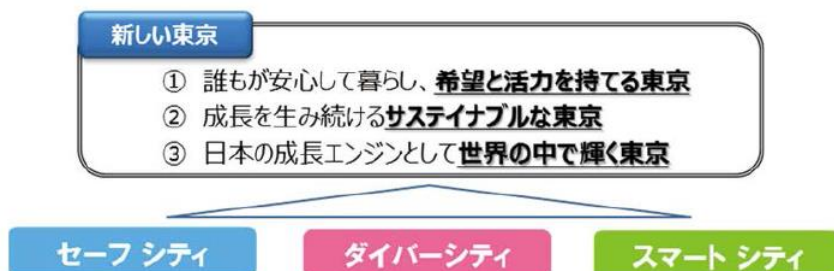 新しい東京
① 誰もが安心して暮らし、希望と活力を持てる東京
② 成長を生み続けるサステイナブルな東京
③ 日本の成長エンジンとして世界の中で輝く東京
セーフ シティ
ダイバーシティ
スマート シティ